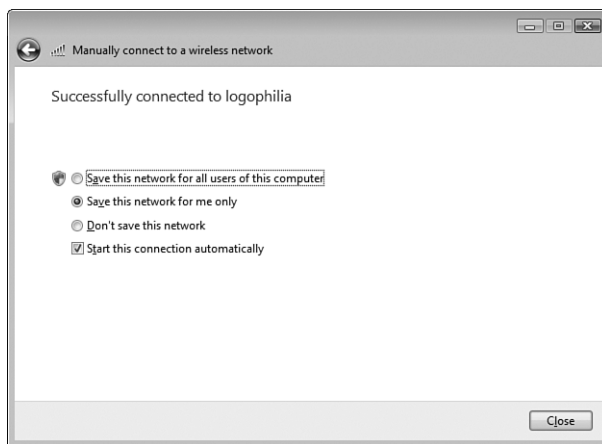 Manually connect to a wireless network
Successfully connected to logophilia
Save this network for all users of this computer
Save this network for me only
Don't save this network
Start this connection automatically
Close